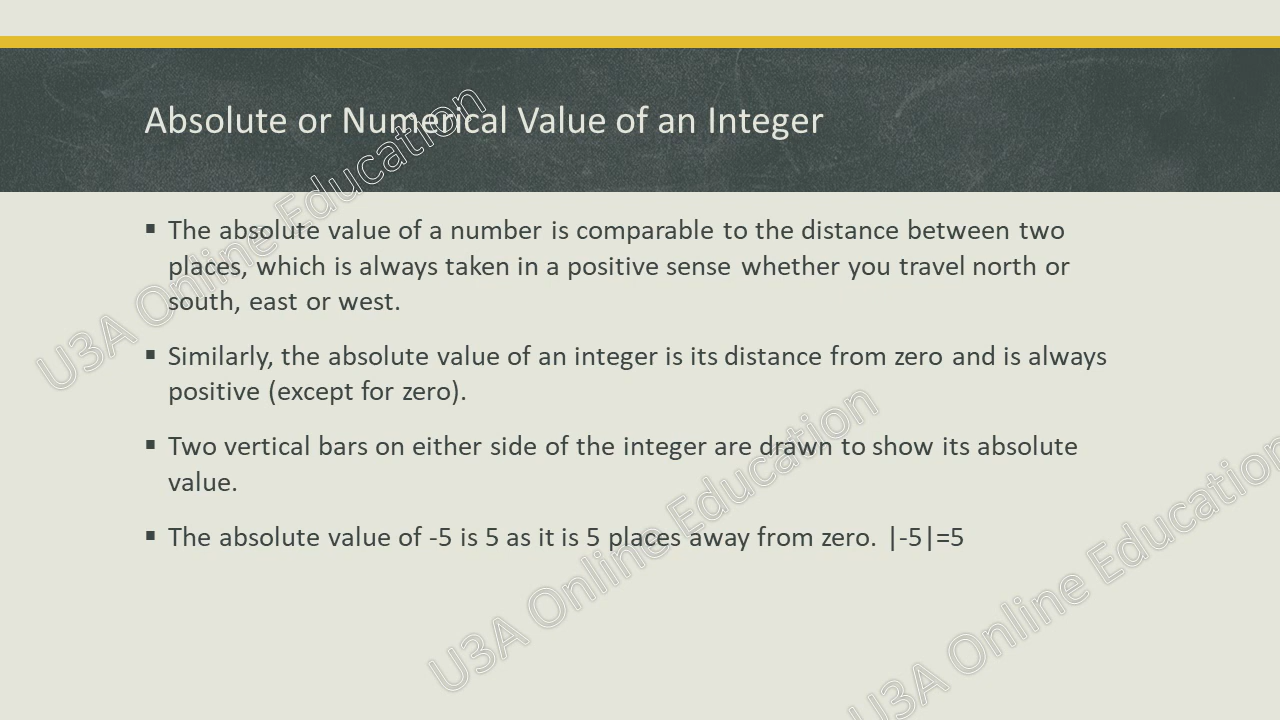 Absolute or Numerical Value of an Integer
▪ The absolute value of a number is comparable to the distance between two
places, which is always taken in a positive sense whether you travel north or
south, east or west.
▪ Similarly, the absolute value of an integer is its distance from zero and is always
positive (except for zero).
▪ Two vertical bars on either side of the integer are drawn to show its absolute
value.
▪ The absolute value of -5 is 5 as it is 5 places away from zero. |-5|=5
U3A Online Education
U3A Online Education
U3A Online Education